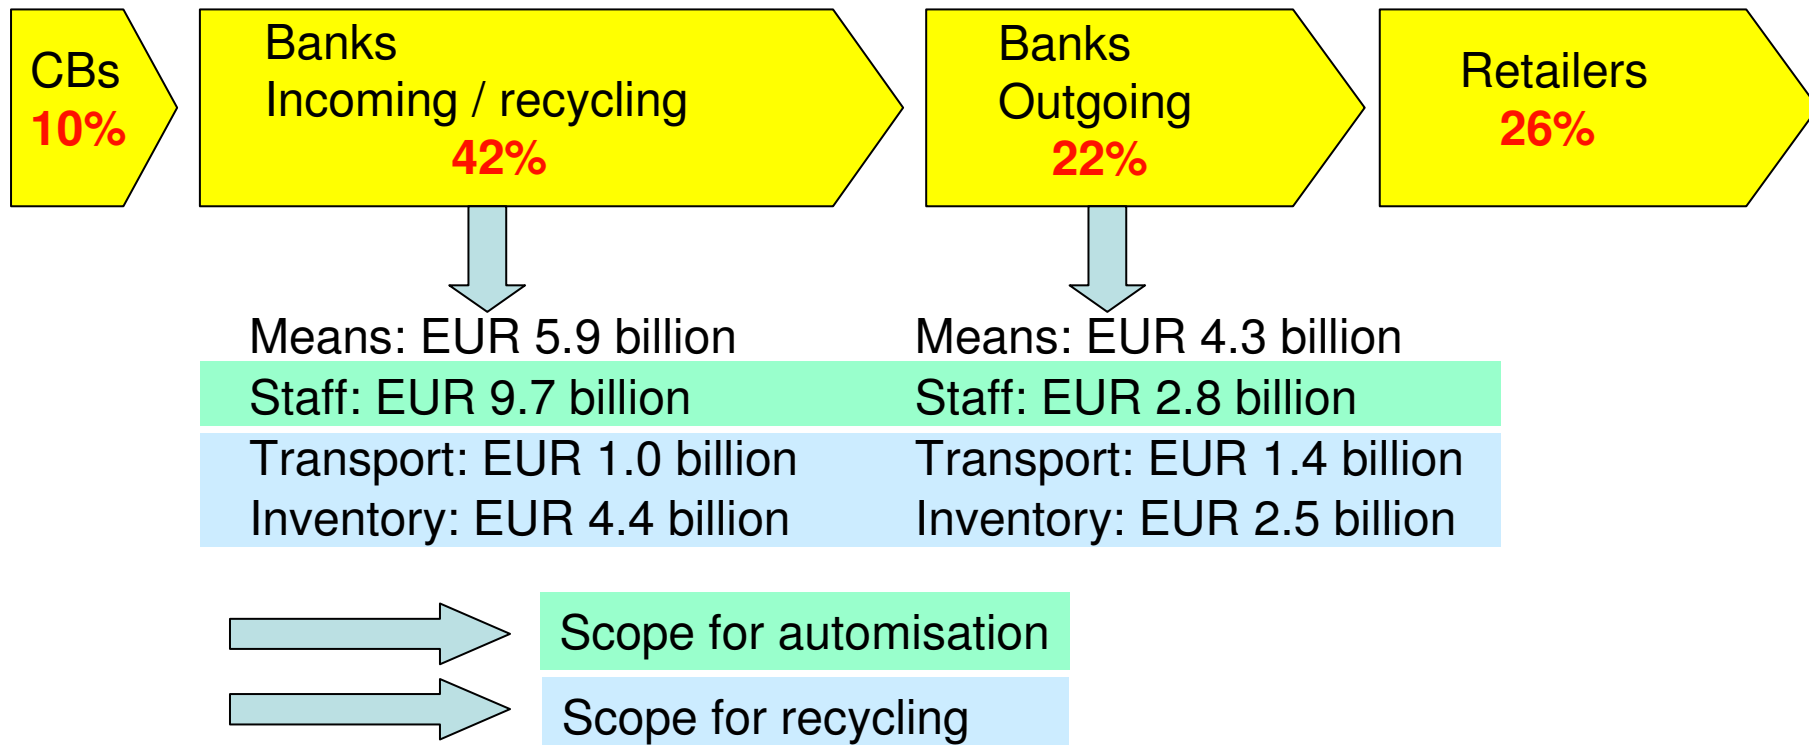 CBs
10%
Banks
Incoming / recycling
42%
Banks
Outgoing
22%
Retailers
26%
Means: EUR 5.9 billion
Staff: EUR 9.7 billion
Transport: EUR 1.0 billion
Inventory: EUR 4.4 billion
Means: EUR 4.3 billion
Staff: EUR 2.8 billion
Transport: EUR 1.4 billion
Inventory: EUR 2.5 billion
Scope for automisation
Scope for recycling